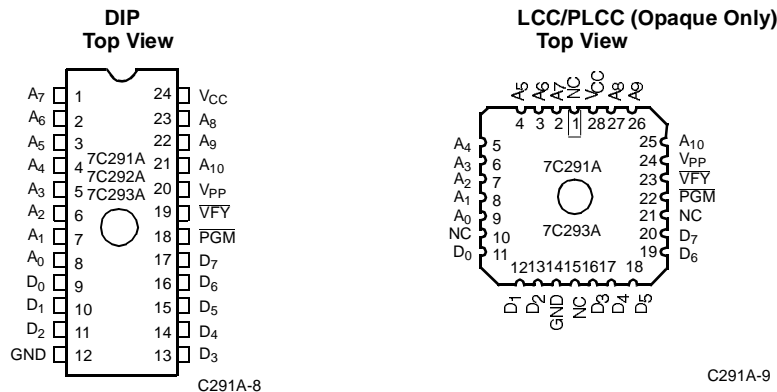 DIP
Top View
A7 1 24 VCC
A6 2 23 A8
A5 3 22 A9
A4 4 7C291A 21 A10
7C292A
A3 5 7C293A 20 VPP
A2 6 19 VFY
A1 7 18 PGM
A0 8 17 D7
D0 9 16 D6
D1 10 15 D5
D2 11 14 D4
GND 12 13 D3
C291A-8
LCC/PLCC (Opaque Only)
Top View
A5 A6 A7 NC VCC A8 A9
4 3 2 1 28 27 26
A4 5 25 A10
A3 6 7C291A 24 VPP
A2 7 23 VFY
A1 8 22 PGM
A0 9 7C293A 21 NC
NC 10 20 D7
D0 11 19 D6
12 13 14 15 16 17 18
D1 D2 GND NC D3 D4 D5
C291A-9